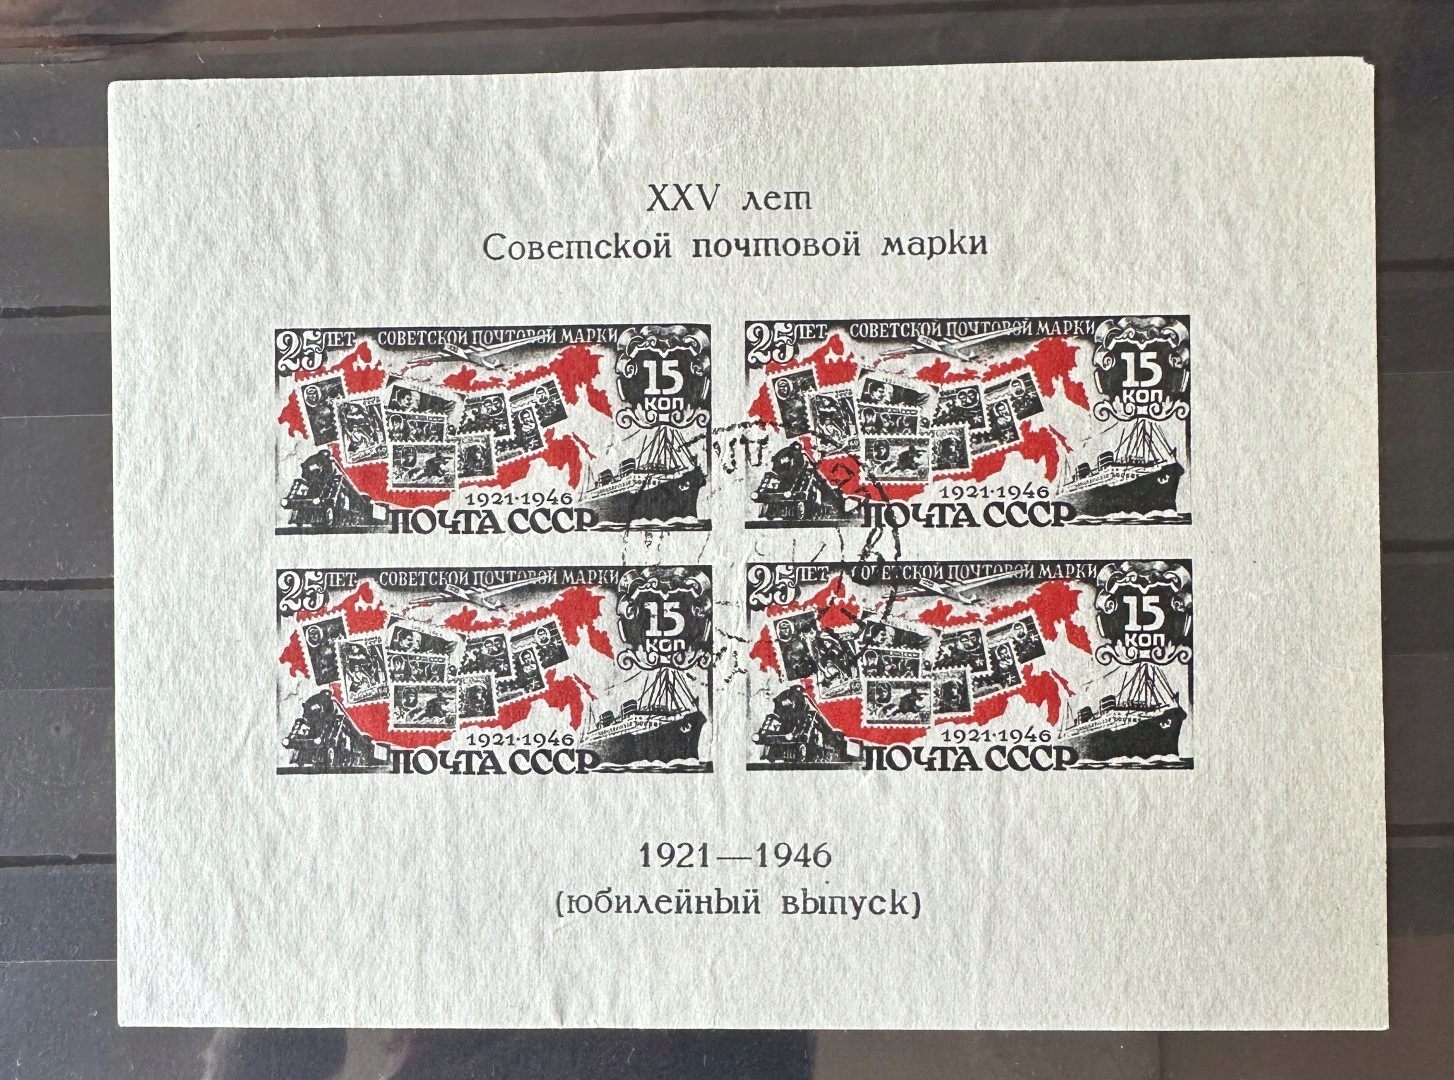 XXV лет
Советской почтовой марки
25 ЛЕТ СОВЕТСКОЙ ПОЧТОВОЙ МАРКИ
15
КОП
1921·1946
ПОЧТА СССР
25 ЛЕТ СОВЕТСКОЙ ПОЧТОВОЙ МАРКИ
15
КОП
1921·1946
ПОЧТА СССР
25 ЛЕТ СОВЕТСКОЙ ПОЧТОВОЙ МАРКИ
15
КОП
1921·1946
ПОЧТА СССР
25 ЛЕТ СОВЕТСКОЙ ПОЧТОВОЙ МАРКИ
15
КОП
1921·1946
ПОЧТА СССР
1921—1946
(юбилейный выпуск)